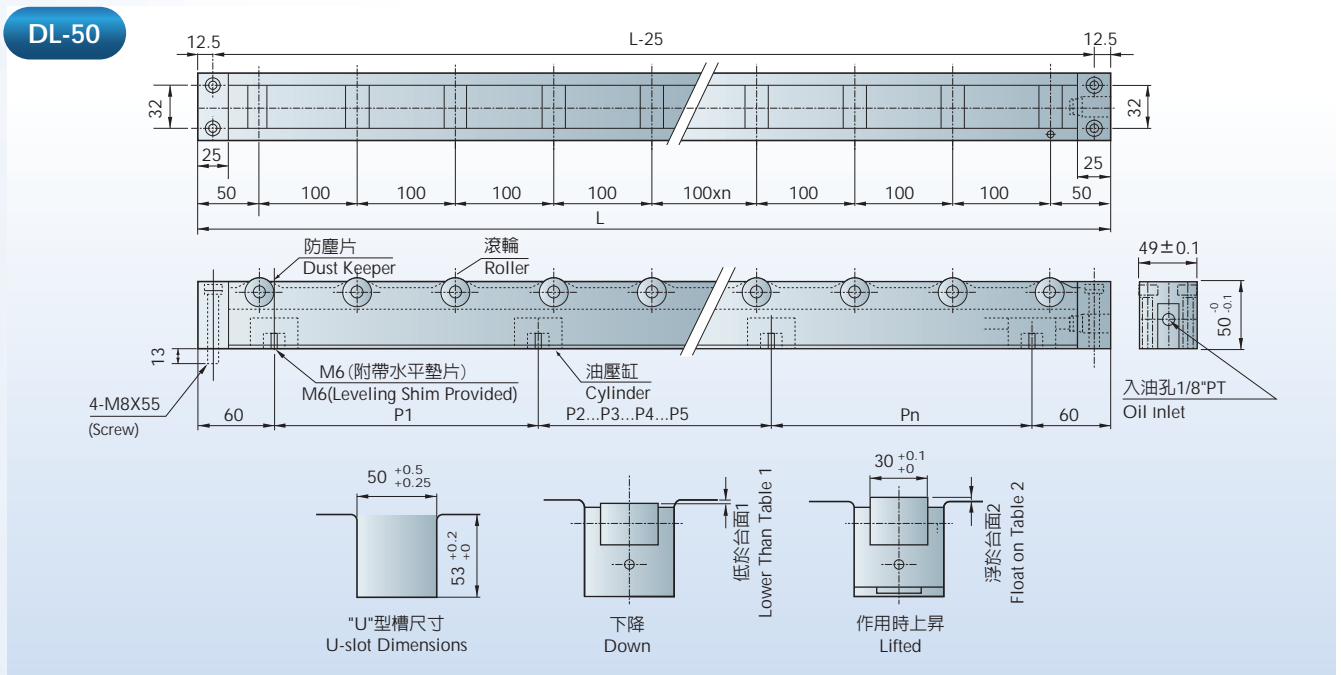 DL-50
12.5
L-25
12.5
32
32
25
25
50
100
100
100
100
100xn
100
100
100
50
L
防塵片
Dust Keeper
滾輪
Roller
49±0.1
50 -0 -0.1
13
M6(附帶水平墊片)
M6(Leveling Shim Provided)
油壓缸
Cylinder
入油孔1/8"PT
Oil Inlet
4-M8X55
(Screw)
60
P1
P2...P3...P4...P5
Pn
60
50 +0.5 +0.25
53 +0.2 +0
"U"型槽尺寸
U-slot Dimensions
低於台面1
Lower Than Table 1
下降
Down
30 +0.1 +0
浮於台面2
Float on Table 2
作用時上昇
Lifted